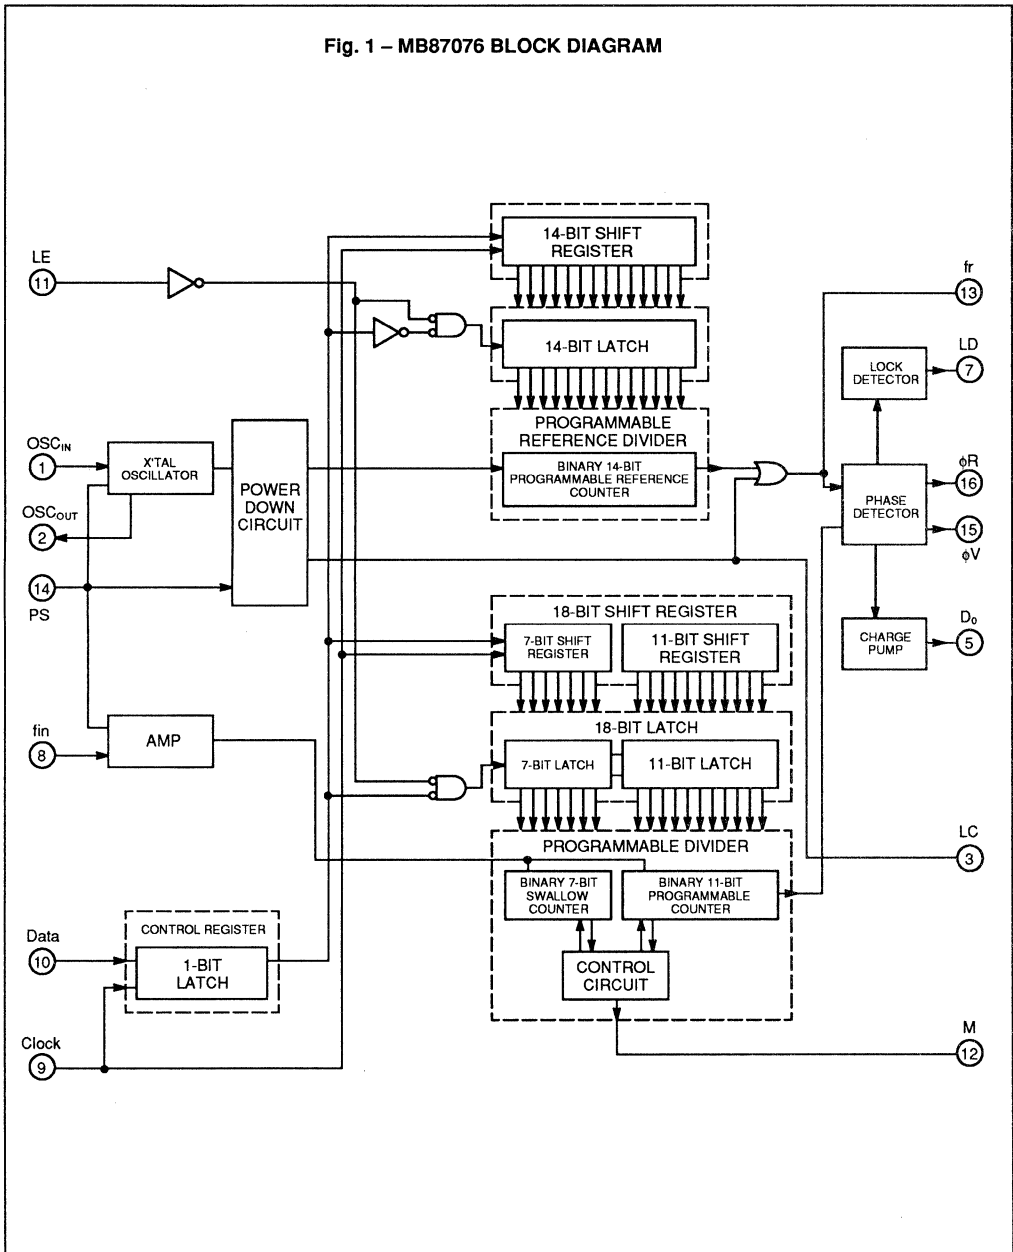 Fig. 1 – MB87076 BLOCK DIAGRAM
14-BIT SHIFT
REGISTER
LE
11
fr
13
14-BIT LATCH
LD
7
LOCK
DETECTOR
PROGRAMMABLE
REFERENCE DIVIDER
BINARY 14-BIT
PROGRAMMABLE REFERENCE
COUNTER
OSCIN
1
X'TAL
OSCILLATOR
OSCOUT
2
POWER
DOWN
CIRCUIT
14
PS
PHASE
DETECTOR
ϕR
16
15
ϕV
18-BIT SHIFT REGISTER
7-BIT SHIFT
REGISTER
11-BIT SHIFT
REGISTER
CHARGE
PUMP
D0
5
fin
8
AMP
18-BIT LATCH
7-BIT LATCH
11-BIT LATCH
PROGRAMMABLE DIVIDER
LC
3
BINARY 7-BIT
SWALLOW
COUNTER
BINARY 11-BIT
PROGRAMMABLE
COUNTER
CONTROL
CIRCUIT
Data
10
CONTROL REGISTER
1-BIT
LATCH
Clock
9
M
12